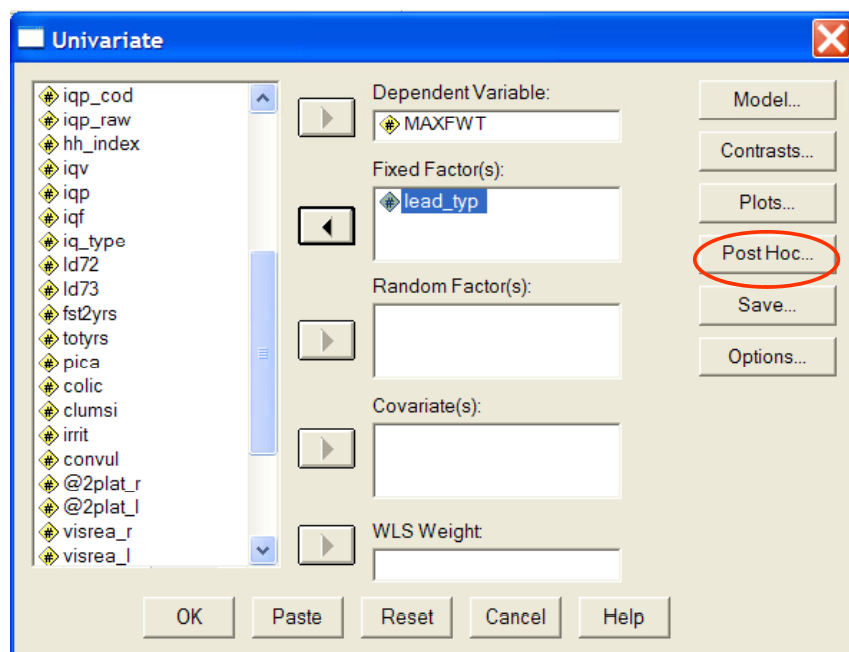 Univariate
iqp_cod
iqp_raw
hh_index
iqv
iqp
iqf
iq_type
ld72
ld73
fst2yrs
totyrs
pica
colic
clumsi
irrit
convul
@2plat_r
@2plat_l
visrea_r
visrea_l
Dependent Variable:
MAXFWT
Fixed Factor(s):
lead_typ
Random Factor(s):
Covariate(s):
WLS Weight:
Model...
Contrasts...
Plots...
Post Hoc...
Save...
Options...
OK
Paste
Reset
Cancel
Help